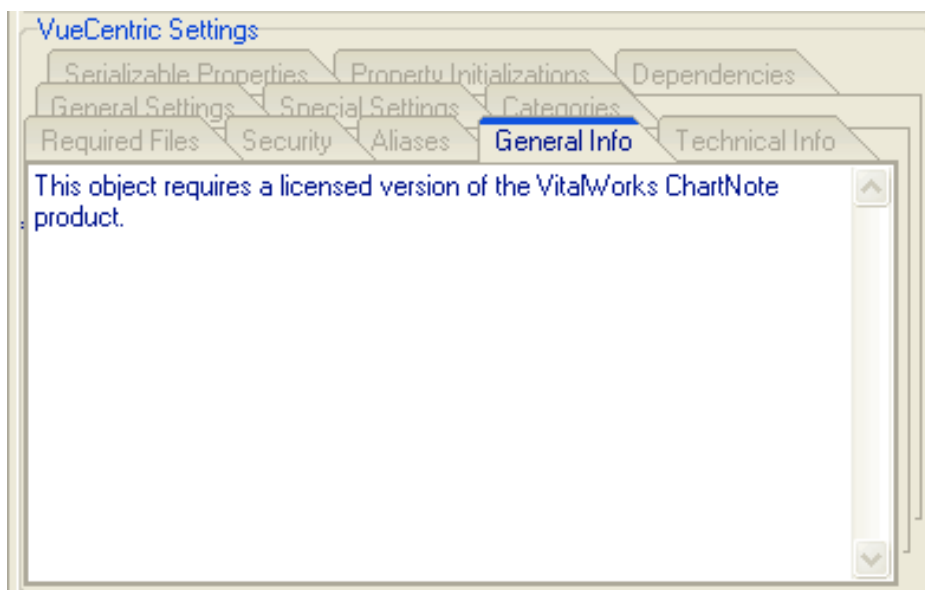 VueCentric Settings
Serializable Properties Property Initializations Dependencies
General Settings Special Settings Categories
Required Files Security Aliases General Info Technical Info
This object requires a licensed version of the VitalWorks ChartNote
product.